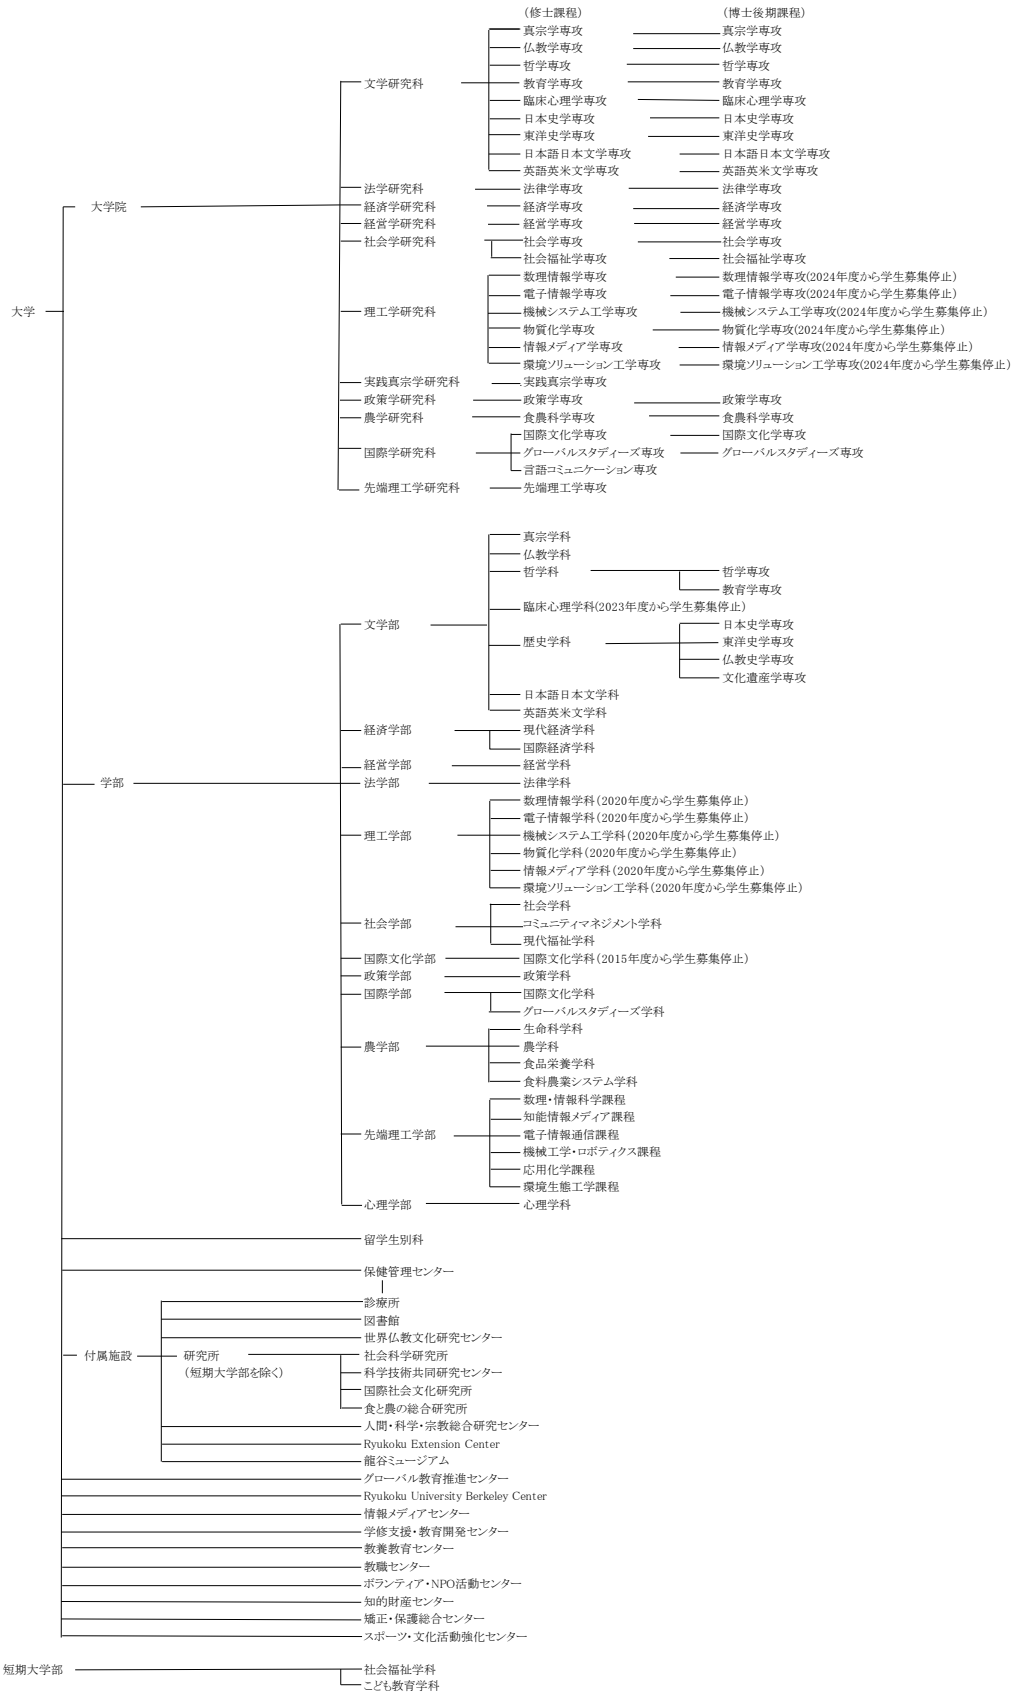 （修士課程） （博士後期課程）
真宗学専攻 真宗学専攻
仏教学専攻 仏教学専攻
哲学専攻 哲学専攻
文学研究科 教育学専攻 教育学専攻
臨床心理学専攻 臨床心理学専攻
日本史学専攻 日本史学専攻
東洋史学専攻 東洋史学専攻
日本語日本文学専攻 日本語日本文学専攻
英語英米文学専攻 英語英米文学専攻
法学研究科 法律学専攻 法律学専攻
大学院 経済学研究科 経済学専攻 経済学専攻
経営学研究科 経営学専攻 経営学専攻
社会学研究科 社会学専攻 社会学専攻
社会福祉学専攻 社会福祉学専攻
数理情報学専攻 数理情報学専攻(2024年度から学生募集停止)
電子情報学専攻 電子情報学専攻(2024年度から学生募集停止)
大学 理工学研究科 機械システム工学専攻 機械システム工学専攻(2024年度から学生募集停止)
物質化学専攻 物質化学専攻(2024年度から学生募集停止)
情報メディア学専攻 情報メディア学専攻(2024年度から学生募集停止)
環境ソリューション工学専攻 環境ソリューション工学専攻(2024年度から学生募集停止)
実践真宗学研究科 実践真宗学専攻
政策学研究科 政策学専攻 政策学専攻
農学研究科 食農科学専攻 食農科学専攻
国際文化学専攻 国際文化学専攻
国際学研究科 グローバルスタディーズ専攻 グローバルスタディーズ専攻
言語コミュニケーション専攻
先端理工学研究科 先端理工学専攻
真宗学科
仏教学科
哲学科 哲学専攻
教育学専攻
臨床心理学科(2023年度から学生募集停止)
文学部 日本史学専攻
歴史学科 東洋史学専攻
仏教史学専攻
文化遺産学専攻
日本語日本文学科
英語英米文学科
経済学部 現代経済学科
国際経済学科
経営学部 経営学科
学部 法学部 法律学科
数理情報学科(2020年度から学生募集停止)
電子情報学科(2020年度から学生募集停止)
理工学部 機械システム工学科(2020年度から学生募集停止)
物質化学科(2020年度から学生募集停止)
情報メディア学科(2020年度から学生募集停止)
環境ソリューション工学科(2020年度から学生募集停止)
社会学科
社会学部 コミュニティマネジメント学科
現代福祉学科
国際文化学部 国際文化学科(2015年度から学生募集停止)
政策学部 政策学科
国際学部 国際文化学科
グローバルスタディーズ学科
生命科学科
農学部 農学科
食品栄養学科
食料農業システム学科
数理・情報科学課程
知能情報メディア課程
先端理工学部 電子情報通信課程
機械工学・ロボティクス課程
応用化学課程
環境生態工学課程
心理学部 心理学科
留学生別科
保健管理センター
診療所
図書館
世界仏教文化研究センター
付属施設 研究所 社会科学研究所
（短期大学部を除く） 科学技術共同研究センター
国際社会文化研究所
食と農の総合研究所
人間・科学・宗教総合研究センター
Ryukoku Extension Center
龍谷ミュージアム
グローバル教育推進センター
Ryukoku University Berkeley Center
情報メディアセンター
学修支援・教育開発センター
教養教育センター
教職センター
ボランティア・NPO活動センター
知的財産センター
矯正・保護総合センター
スポーツ・文化活動強化センター
短期大学部 社会福祉学科
こども教育学科